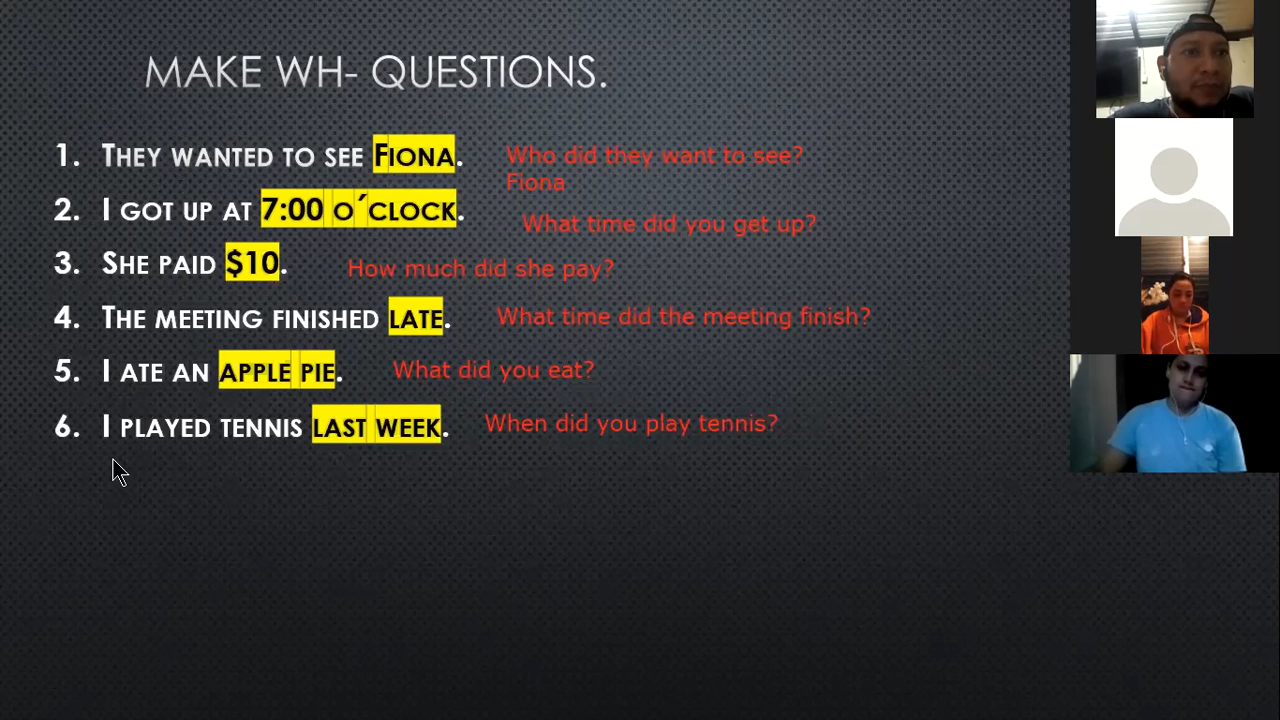 MAKE WH- QUESTIONS.
1. THEY WANTED TO SEE FIONA. Who did they want to see?
Fiona
2. I GOT UP AT 7:00 O´CLOCK. What time did you get up?
3. SHE PAID $10. How much did she pay?
4. THE MEETING FINISHED LATE. What time did the meeting finish?
5. I ATE AN APPLE PIE. What did you eat?
6. I PLAYED TENNIS LAST WEEK. When did you play tennis?